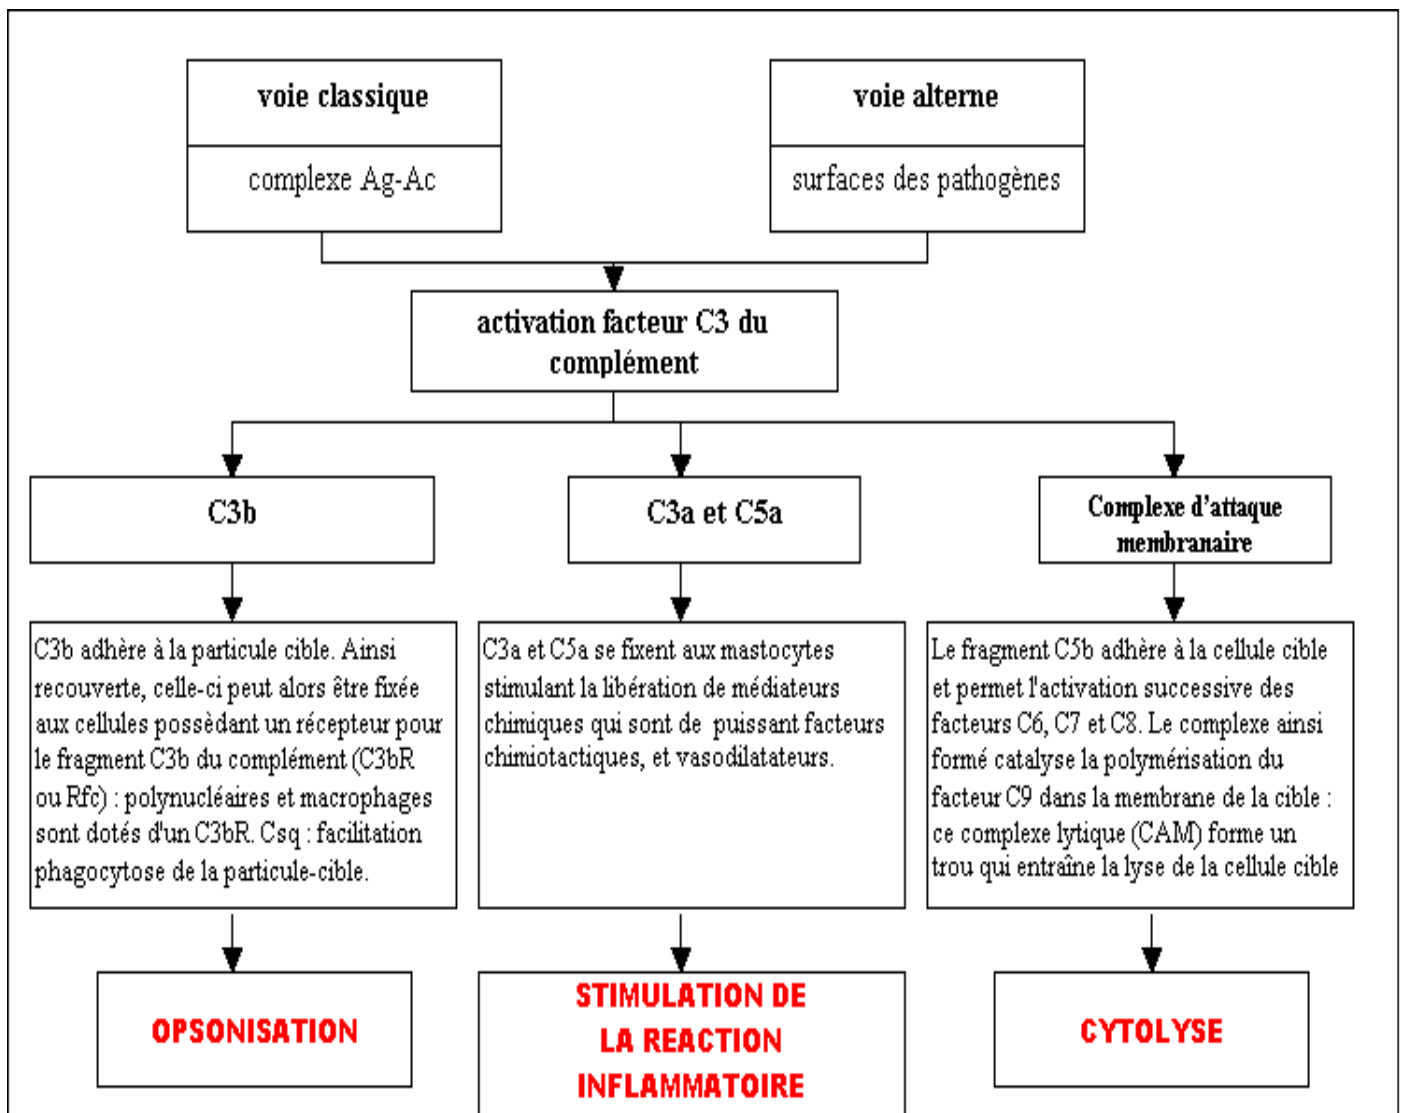 voie classique
complexe Ag-Ac
voie alterne
surfaces des pathogènes
activation facteur C3 du
complément
C3b
C3a et C5a
Complexe d'attaque
membranaire
C3b adhère à la particule cible. Ainsi
recouverte, celle-ci peut alors être fixée
aux cellules possèdant un récepteur pour
le fragment C3b du complément (C3bR
ou Rfc) : polynucléaires et macrophages
sont dotés d'un C3bR. Csq : facilitation
phagocytose de la particule-cible.
C3a et C5a se fixent aux mastocytes
stimulant la libération de médiateurs
chimiques qui sont de puissant facteurs
chimiotactiques, et vasodilatateurs.
Le fragment C5b adhère à la cellule cible
et permet l'activation successive des
facteurs C6, C7 et C8. Le complexe ainsi
formé catalyse la polymérisation du
facteur C9 dans la membrane de la cible :
ce complexe lytique (CAM) forme un
trou qui entraîne la lyse de la cellule cible
OPSONISATION
STIMULATION DE
LA REACTION
INFLAMMATOIRE
CYTOLYSE